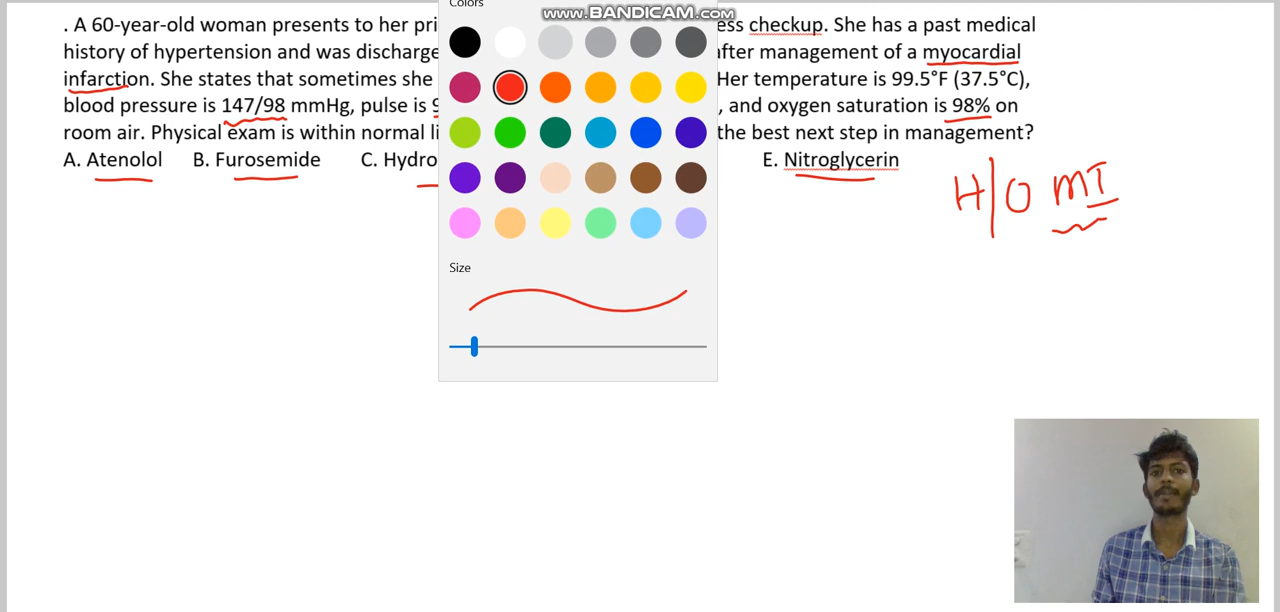 Colors
www.BANDICAM.com
. A 60-year-old woman presents to her pri ess checkup. She has a past medical
history of hypertension and was discharge fter management of a myocardial
infarction. She states that sometimes she Her temperature is 99.5°F (37.5°C),
blood pressure is 147/98 mmHg, pulse is 9 , and oxygen saturation is 98% on
room air. Physical exam is within normal li the best next step in management?
A. Atenolol B. Furosemide C. Hydro E. Nitroglycerin
H/O MI
Size